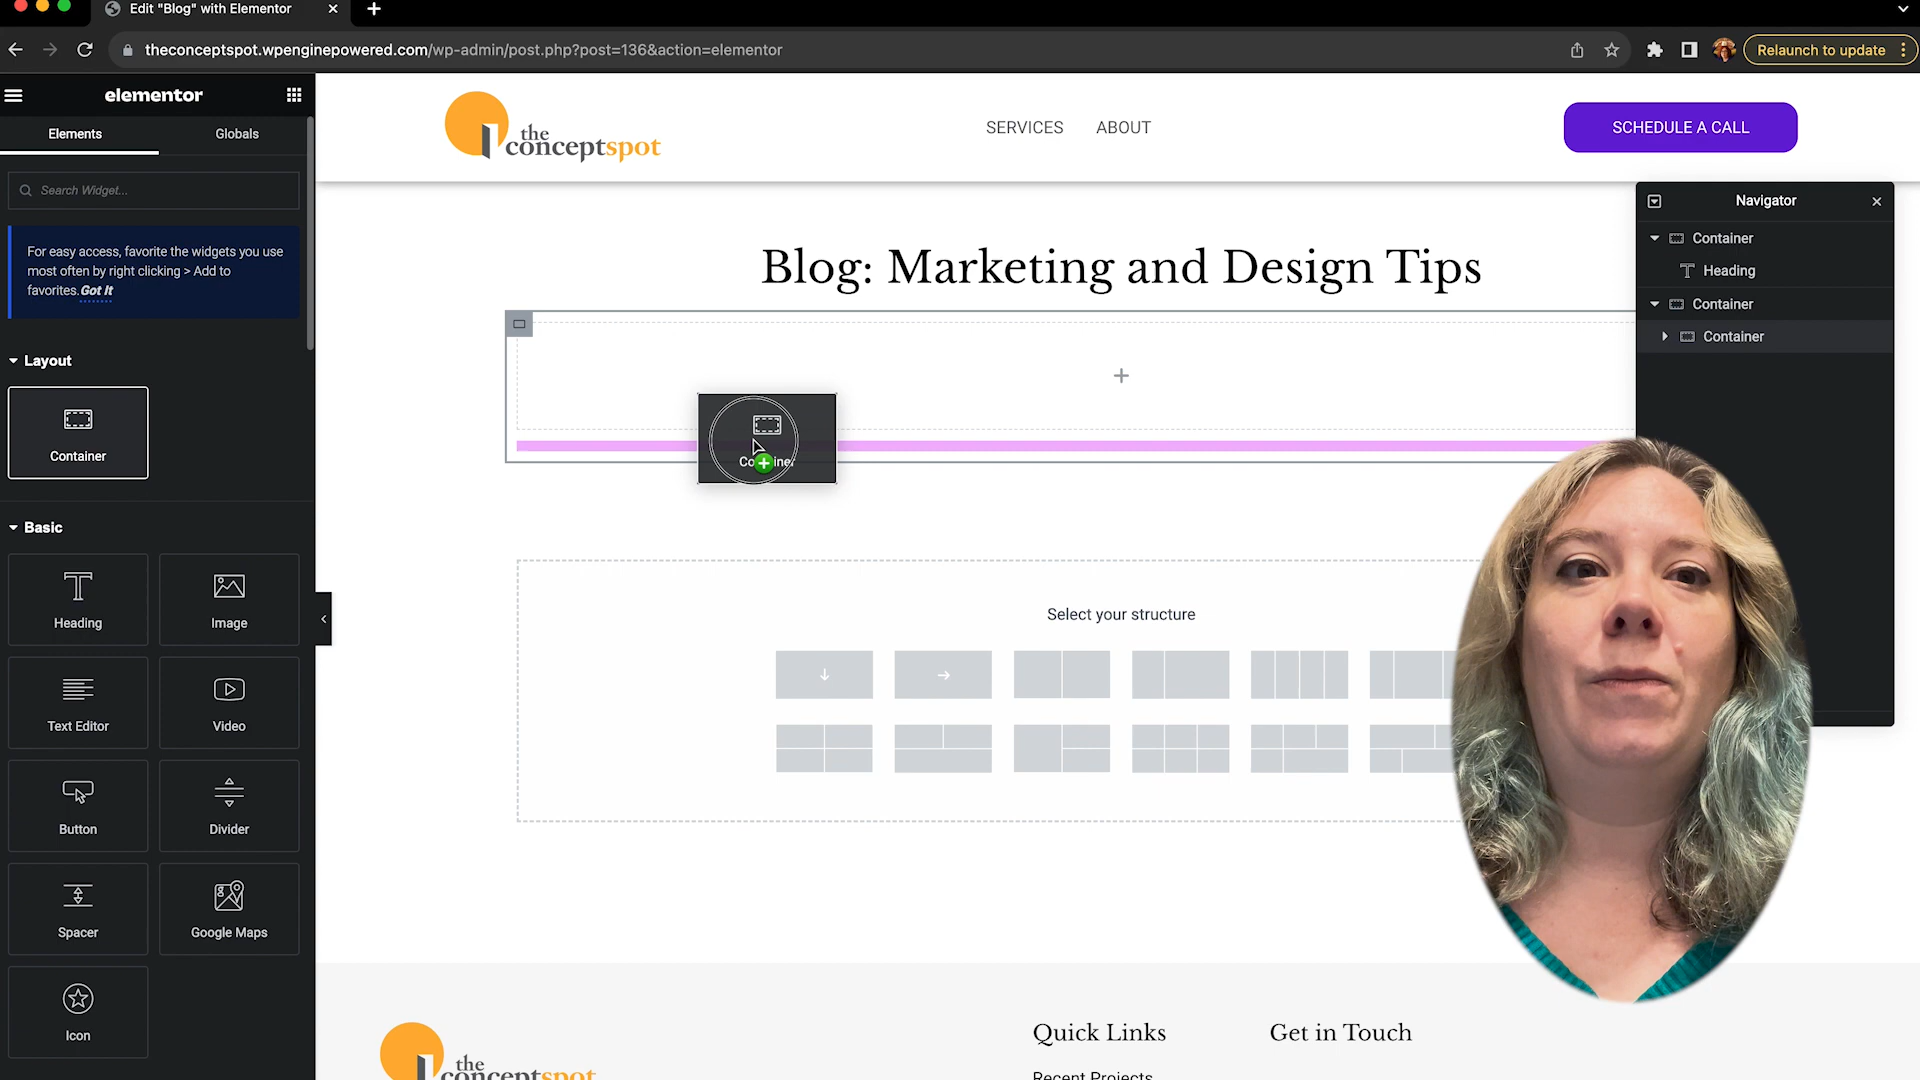 Edit "Blog" with Elementor
theconceptspot.wpenginepowered.com/wp-admin/post.php?post=136&action=elementor
Relaunch to update
elementor
Elements
Globals
Search Widget...
For easy access, favorite the widgets you use
most often by right clicking > Add to
favorites. Got It
Layout
Container
Basic
Heading
Image
Text Editor
Video
Button
Divider
Spacer
Google Maps
Icon
the
conceptspot
SERVICES
ABOUT
SCHEDULE A CALL
Blog: Marketing and Design Tips
Container
Select your structure
Navigator
Container
Heading
Container
Container
the
conceptspot
Quick Links
Get in Touch
Recent Projects